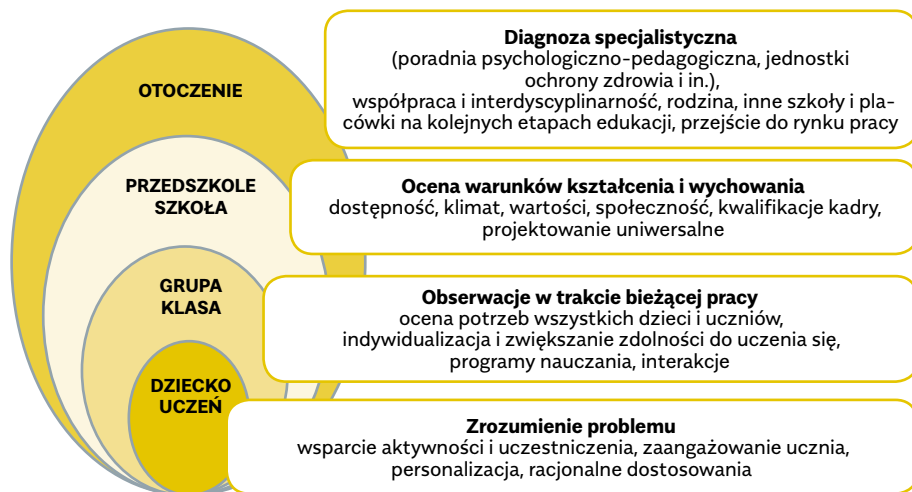 OTOCZENIE
Diagnoza specjalistyczna
(poradnia psychologiczno-pedagogiczna, jednostki
ochrony zdrowia i in.),
współpraca i interdyscyplinarność, rodzina, inne szkoły i pla-
cówki na kolejnych etapach edukacji, przejście do rynku pracy
PRZEDSZKOLE
SZKOŁA
Ocena warunków kształcenia i wychowania
dostępność, klimat, wartości, społeczność, kwalifikacje kadry,
projektowanie uniwersalne
GRUPA
KLASA
Obserwacje w trakcie bieżącej pracy
ocena potrzeb wszystkich dzieci i uczniów,
indywidualizacja i zwiększanie zdolności do uczenia się,
programy nauczania, interakcje
DZIECKO
UCZEŃ
Zrozumienie problemu
wsparcie aktywności i uczestniczenia, zaangażowanie ucznia,
personalizacja, racjonalne dostosowania